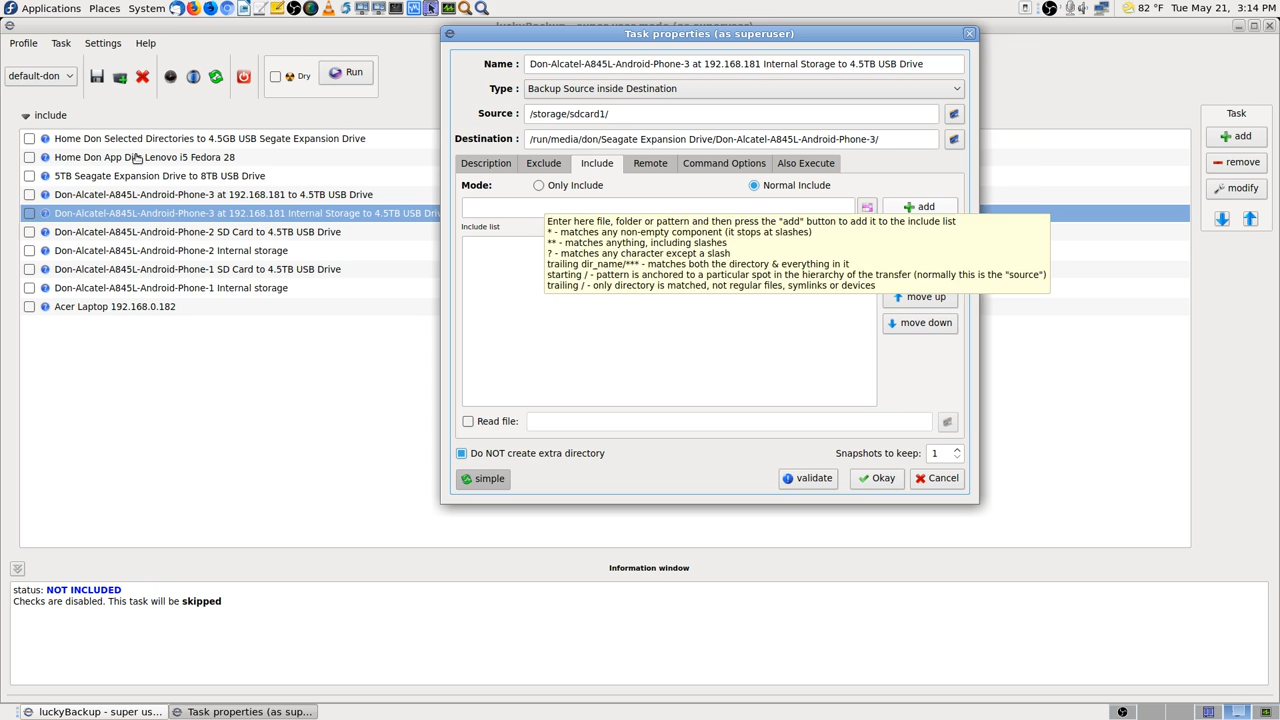 Applications Places System 82 °F Tue May 21, 3:14 PM
Task properties (as superuser)
Profile Task Settings Help
default-don
Dry
Run
include
Home Don Selected Directories to 4.5GB USB Segate Expansion Drive
Home Don App Di Lenovo i5 Fedora 28
5TB Seagate Expansion Drive to 8TB USB Drive
Don-Alcatel-A845L-Android-Phone-3 at 192.168.181 to 4.5TB USB Drive
Don-Alcatel-A845L-Android-Phone-3 at 192.168.181 Internal Storage to 4.5TB USB Driv
Don-Alcatel-A845L-Android-Phone-2 SD Card to 4.5TB USB Drive
Don-Alcatel-A845L-Android-Phone-2 Internal storage
Don-Alcatel-A845L-Android-Phone-1 SD Card to 4.5TB USB Drive
Don-Alcatel-A845L-Android-Phone-1 Internal storage
Acer Laptop 192.168.0.182
Name : Don-Alcatel-A845L-Android-Phone-3 at 192.168.181 Internal Storage to 4.5TB USB Drive
Type : Backup Source inside Destination
Source : /storage/sdcard1/
Destination : /run/media/don/Seagate Expansion Drive/Don-Alcatel-A845L-Android-Phone-3/
Description Exclude Include Remote Command Options Also Execute
Mode: Only Include Normal Include
add
Include list
Enter here file, folder or pattern and then press the "add" button to add it to the include list
* - matches any non-empty component (it stops at slashes)
** - matches anything, including slashes
? - matches any character except a slash
trailing dir_name/*** - matches both the directory & everything in it
starting / - pattern is anchored to a particular spot in the hierarchy of the transfer (normally this is the "source")
trailing / - only directory is matched, not regular files, symlinks or devices
move up
move down
Read file:
Do NOT create extra directory Snapshots to keep: 1
simple validate Okay Cancel
Task
add
remove
modify
Information window
status: NOT INCLUDED
Checks are disabled. This task will be skipped
luckyBackup - super us... Task properties (as sup...